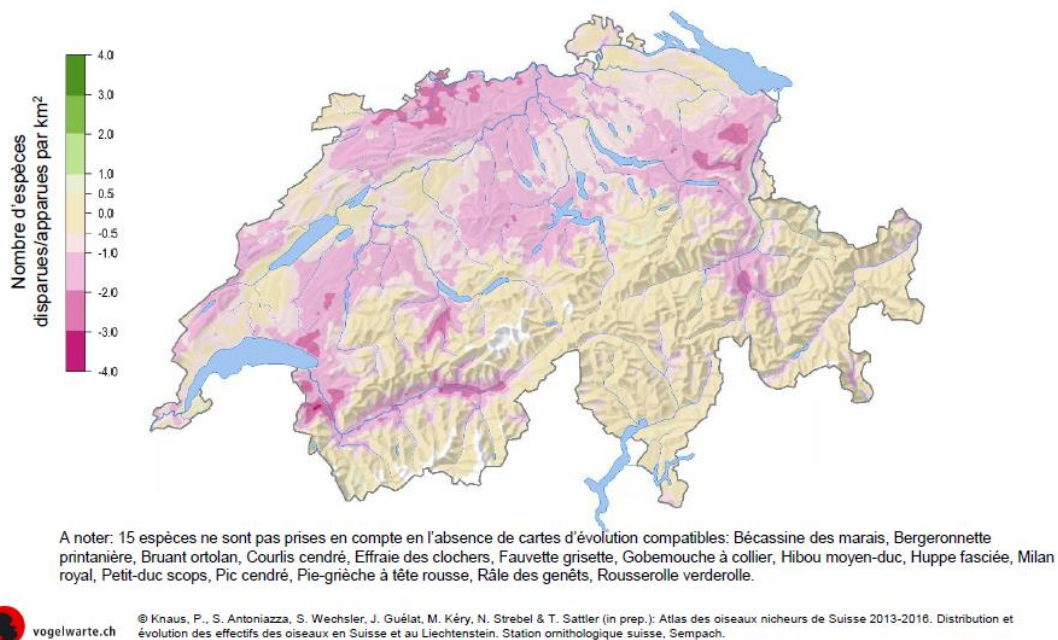 Nombre d'espèces
disparues/apparues par km²
4.0
3.0
2.0
1.0
0.5
0.0
-0.5
-1.0
-2.0
-3.0
-4.0
A noter: 15 espèces ne sont pas prises en compte en l'absence de cartes d'évolution compatibles: Bécassine des marais, Bergeronnette
printanière, Bruant ortolan, Courlis cendré, Effraie des clochers, Fauvette grisette, Gobemouche à collier, Hibou moyen-duc, Huppe fasciée, Milan
royal, Petit-duc scops, Pic cendré, Pie-grièche à tête rousse, Râle des genêts, Rousserolle verderolle.
vogelwarte.ch
© Knaus, P., S. Antoniazza, S. Wechsler, J. Guélat, M. Kéry, N. Strebel & T. Sattler (in prep.): Atlas des oiseaux nicheurs de Suisse 2013-2016. Distribution et
évolution des effectifs des oiseaux en Suisse et au Liechtenstein. Station ornithologique suisse, Sempach.